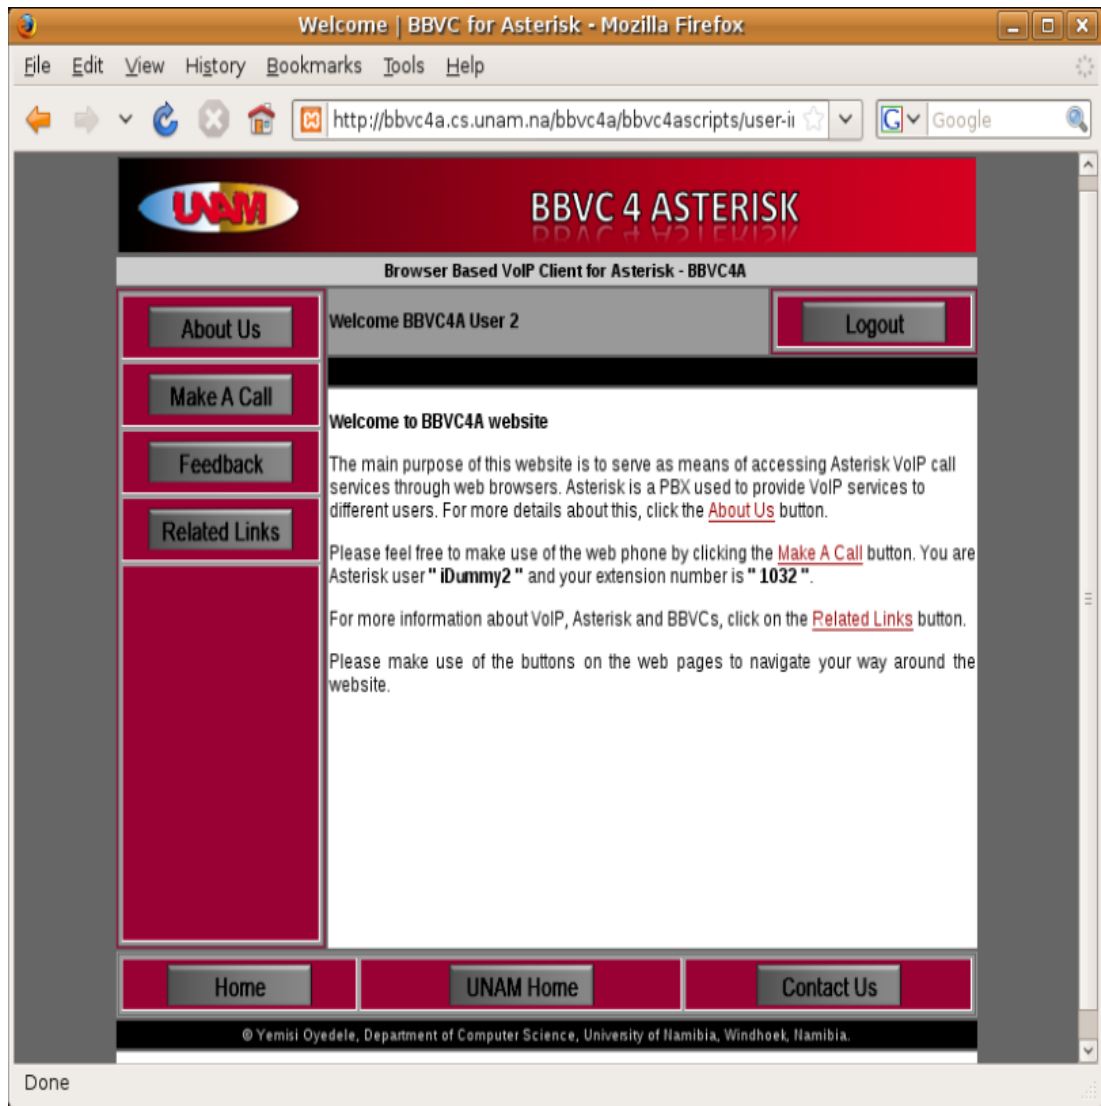 Welcome | BBVC for Asterisk - Mozilla Firefox
File Edit View History Bookmarks Tools Help
http://bbvc4a.cs.unam.na/bbvc4a/bbvc4ascripts/user-i
G Google
UNAM
BBVC 4 ASTERISK
Browser Based VoIP Client for Asterisk - BBVC4A
About Us
Make A Call
Feedback
Related Links
Welcome BBVC4A User 2
Logout
Welcome to BBVC4A website
The main purpose of this website is to serve as means of accessing Asterisk VoIP call
services through web browsers. Asterisk is a PBX used to provide VoIP services to
different users. For more details about this, click the About Us button.
Please feel free to make use of the web phone by clicking the Make A Call button. You are
Asterisk user " iDummy2 " and your extension number is " 1032 ".
For more information about VoIP, Asterisk and BBVCs, click on the Related Links button.
Please make use of the buttons on the web pages to navigate your way around the
website.
Home
UNAM Home
Contact Us
© Yemisi Oyedele, Department of Computer Science, University of Namibia, Windhoek, Namibia.
Done